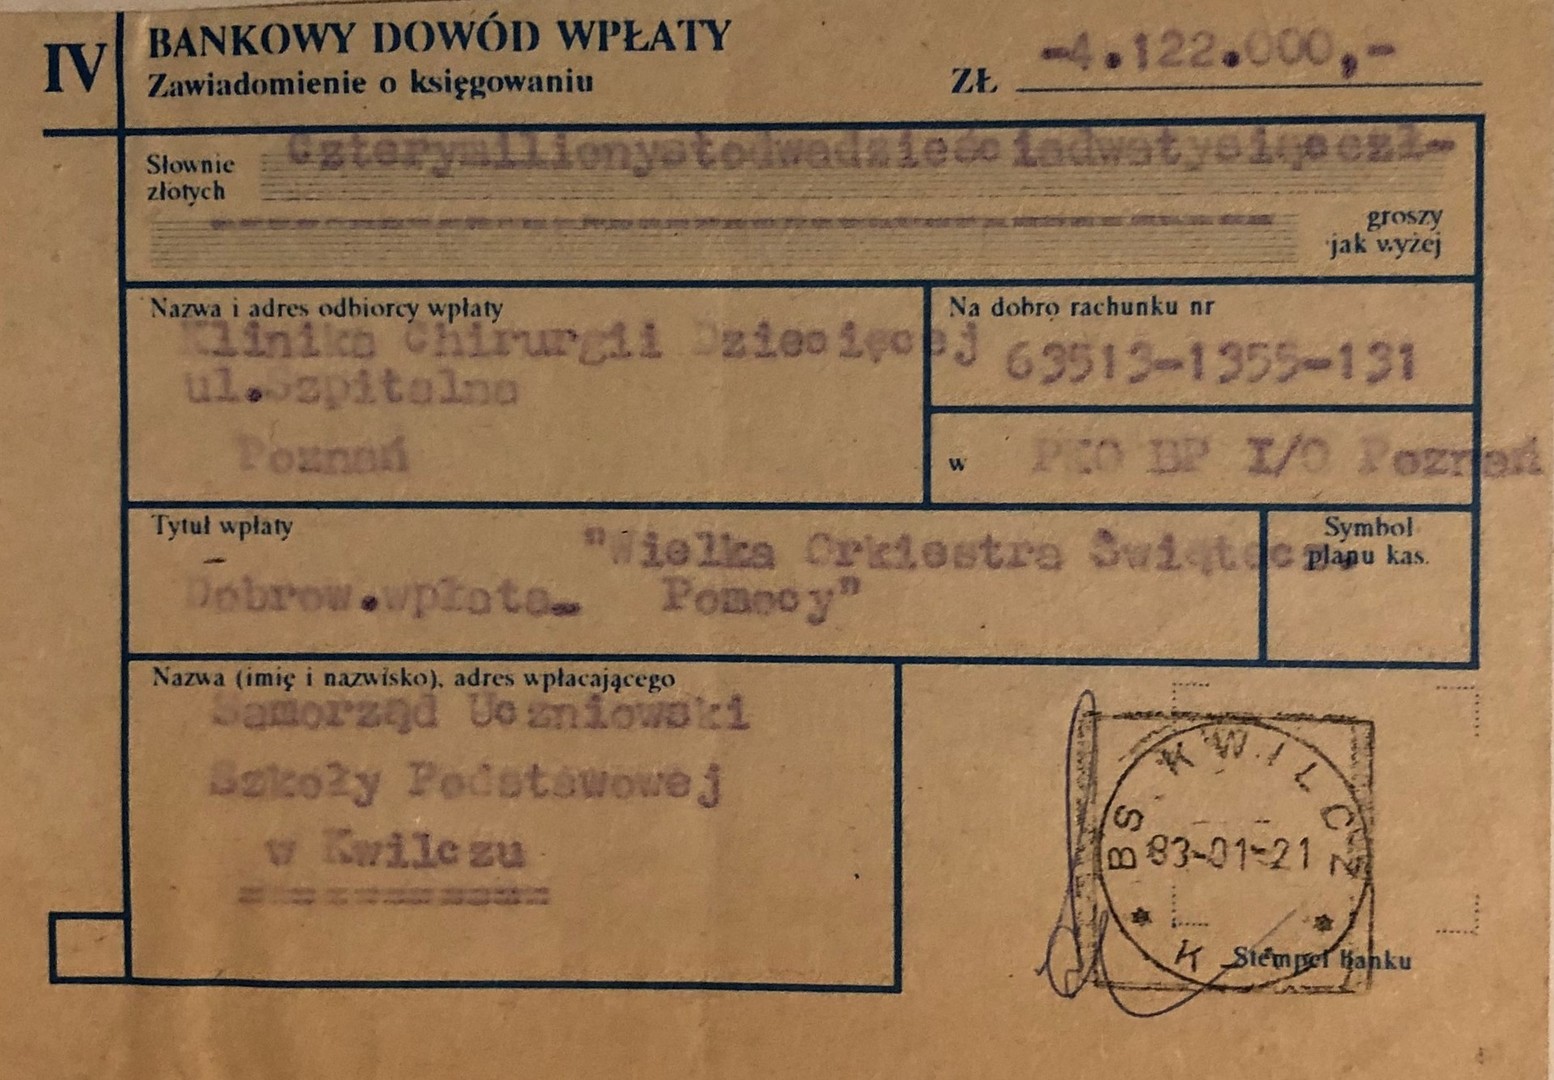 IV
BANKOWY DOWÓD WPŁATY
Zawiadomienie o księgowaniu
ZŁ -4.122.000,-
Słownie złotych
Czterymilionystodwadzieściadwatysiącezł-
groszy jak wyżej
Nazwa i adres odbiorcy wpłaty
Klinika Chirurgii Dziecięcej
ul.Szpitalna
Poznań
Na dobro rachunku nr
63513-1355-131
w PKO BP I/O Poznań
Tytuł wpłaty
"Wielka Orkiestra Świątecz.
Dobrow.wpłata- Pomocy"
Symbol
planu kas.
Nazwa (imię i nazwisko), adres wpłacającego
Samorząd Uczniowski
Szkoły Podstawowej
w Kwilczu
==========
BS KWILCZ
93-01-21
K
Stempel banku